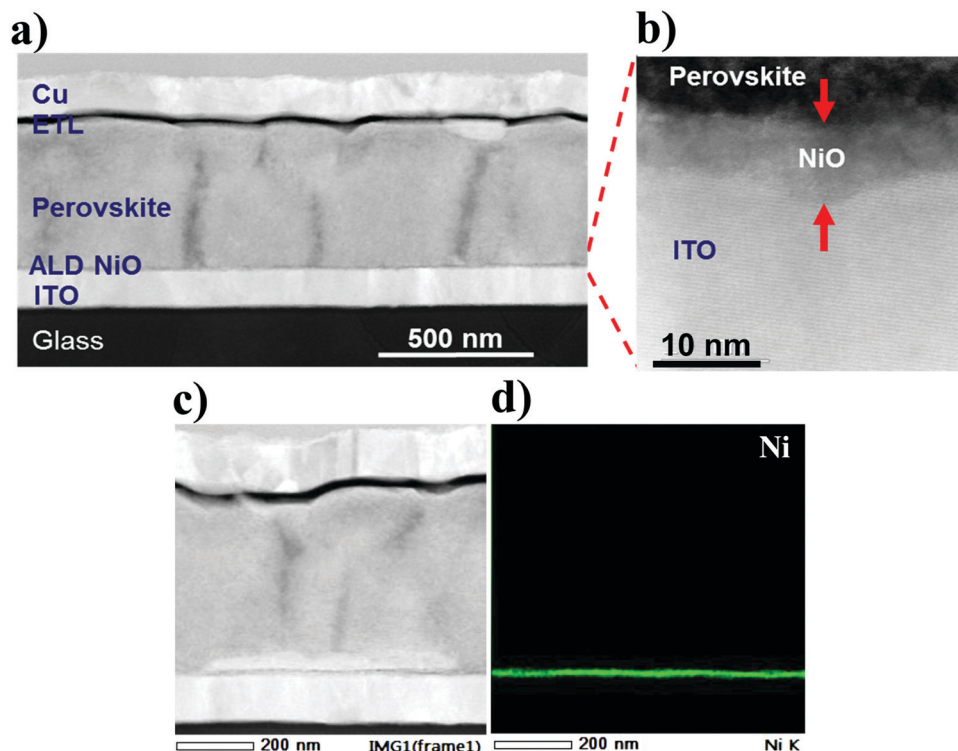 a)
Cu
ETL
Perovskite
ALD NiO
ITO
Glass
500 nm
b)
Perovskite
NiO
ITO
10 nm
c)
200 nm
IMG1(frame1)
d)
Ni
200 nm
Ni K